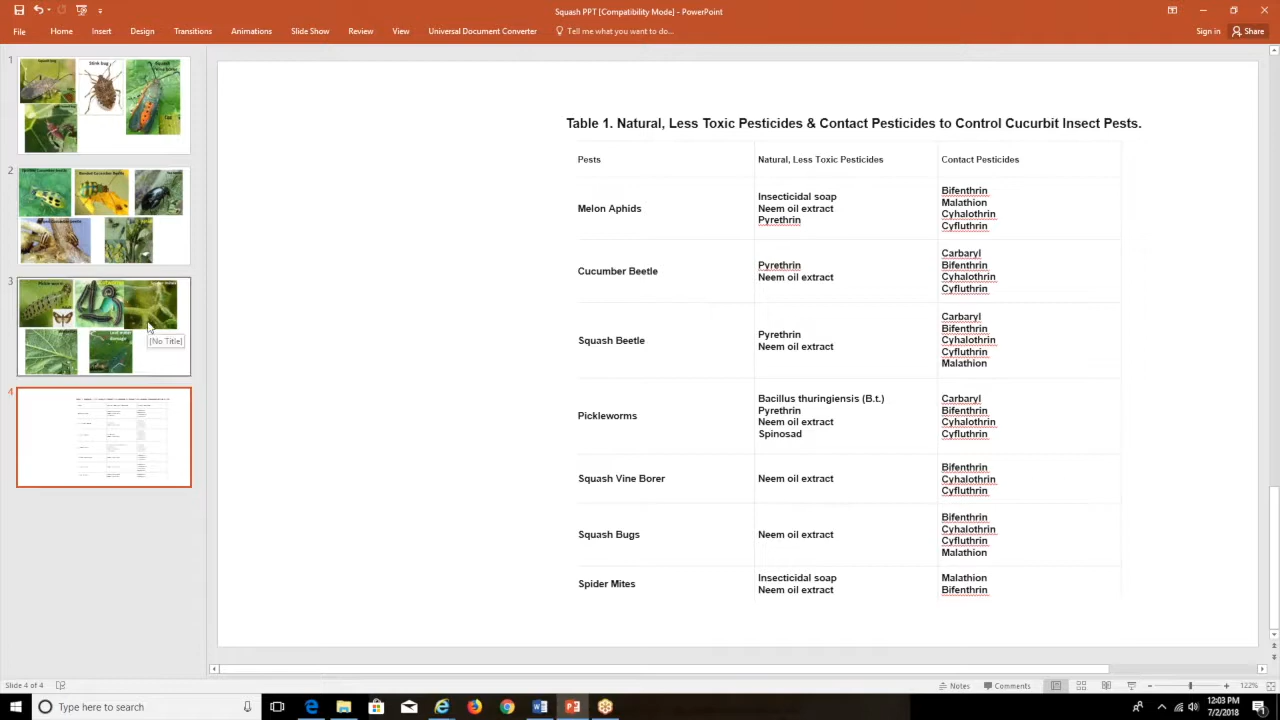 Squash PPT [Compatibility Mode] - PowerPoint
File Home Insert Design Transitions Animations Slide Show Review View Universal Document Converter Tell me what you want to do... Sign in Share
1
Stink bug
2
3
[No Title]
4
Table 1. Natural, Less Toxic Pesticides & Contact Pesticides to Control Cucurbit Insect Pests.
Pests Natural, Less Toxic Pesticides Contact Pesticides
Melon Aphids
Insecticidal soap
Neem oil extract
Pyrethrin
Bifenthrin
Malathion
Cyhalothrin
Cyfluthrin
Cucumber Beetle
Pyrethrin
Neem oil extract
Carbaryl
Bifenthrin
Cyhalothrin
Cyfluthrin
Squash Beetle
Pyrethrin
Neem oil extract
Carbaryl
Bifenthrin
Cyhalothrin
Cyfluthrin
Malathion
Pickleworms
Bacillus thuringiensis (B.t.)
Pyrethrin
Neem oil extract
Spinosad
Carbaryl
Bifenthrin
Cyhalothrin
Cyfluthrin
Squash Vine Borer
Neem oil extract
Bifenthrin
Cyhalothrin
Cyfluthrin
Squash Bugs
Neem oil extract
Bifenthrin
Cyhalothrin
Cyfluthrin
Malathion
Spider Mites
Insecticidal soap
Neem oil extract
Malathion
Bifenthrin
Slide 4 of 4
Notes Comments 122%
Type here to search
12:03 PM
7/2/2018